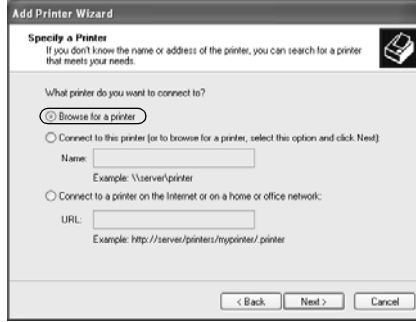 Add Printer Wizard
Specify a Printer
If you don't know the name or address of the printer, you can search for a printer
that meets your needs.
What printer do you want to connect to?
Browse for a printer
Connect to this printer (or to browse for a printer, select this option and click Next):
Name:
Example: \\server\printer
Connect to a printer on the Internet or on a home or office network:
URL:
Example: http://server/printers/myprinter/.printer
< Back Next > Cancel